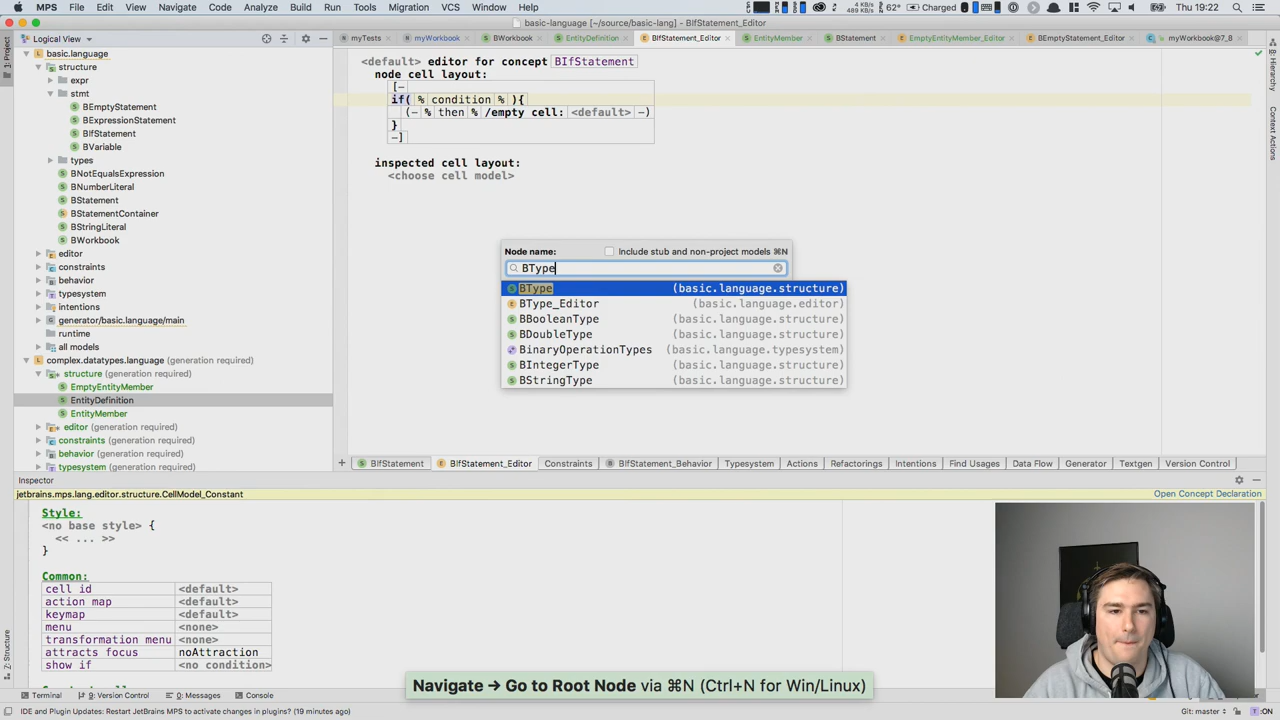 MPS File Edit View Navigate Code Analyze Build Run Tools Migration VCS Window Help
62° Charged Thu 19:22
basic-language [~/source/basic-lang] - BIfStatement_Editor
Logical View
myTests myWorkbook BWorkbook EntityDefinition BIfStatement_Editor EntityMember BStatement EmptyEntityMember_Editor BEmptyStatement_Editor myWorkbook@7_8
1: Project
basic.language
structure
expr
stmt
BEmptyStatement
BExpressionStatement
BIfStatement
BVariable
types
BNotEqualsExpression
BNumberLiteral
BStatement
BStatementContainer
BStringLiteral
BWorkbook
editor
constraints
behavior
typesystem
intentions
generator/basic.language/main
runtime
all models
complex.datatypes.language (generation required)
structure (generation required)
EmptyEntityMember
EntityDefinition
EntityMember
editor (generation required)
constraints (generation required)
behavior (generation required)
typesystem (generation required)
<default> editor for concept BIfStatement
node cell layout:
[-
if( % condition % ){
(- % then % /empty cell: <default> -)
}
-]
inspected cell layout:
<choose cell model>
Node name: Include stub and non-project models ⌘N
BType
BType (basic.language.structure)
BType_Editor (basic.language.editor)
BBooleanType (basic.language.structure)
BDoubleType (basic.language.structure)
BinaryOperationTypes (basic.language.typesystem)
BIntegerType (basic.language.structure)
BStringType (basic.language.structure)
Context Actions
+ BIfStatement BIfStatement_Editor Constraints BIfStatement_Behavior Typesystem Actions Refactorings Intentions Find Usages Data Flow Generator Textgen Version Control
Inspector
jetbrains.mps.lang.editor.structure.CellModel_Constant Open Concept Declaration
Style:
<no base style> {
<< ... >>
}
Common:
cell id <default>
action map <default>
keymap <default>
menu <none>
transformation menu <none>
attracts focus noAttraction
show if <no condition>
Z: Structure
Navigate → Go to Root Node via ⌘N (Ctrl+N for Win/Linux)
Terminal 9: Version Control 0: Messages Console
IDE and Plugin Updates: Restart JetBrains MPS to activate changes in plugins? (19 minutes ago) Git: master T:ON